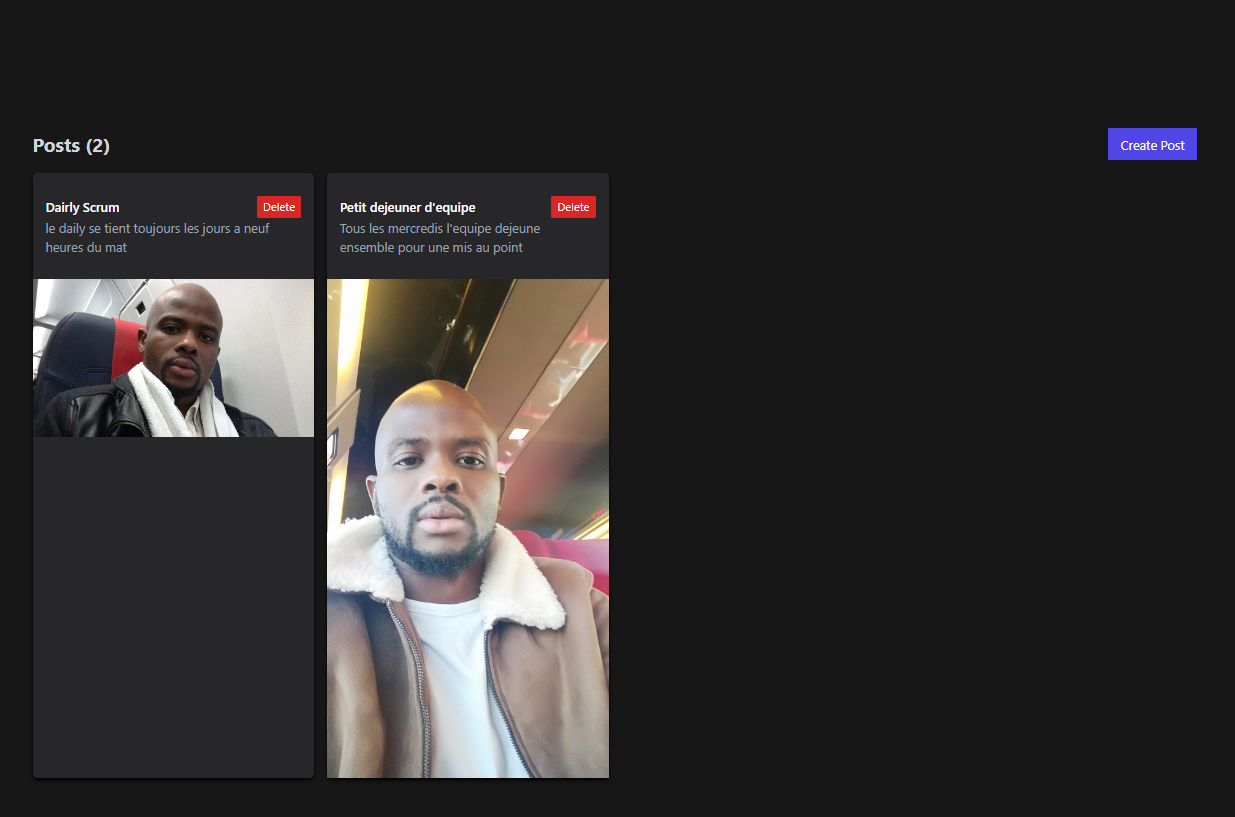 Posts (2)
Create Post
Dairly Scrum
Delete
le daily se tient toujours les jours a neuf
heures du mat
Petit dejeuner d'equipe
Delete
Tous les mercredis l'equipe dejeune
ensemble pour une mis au point